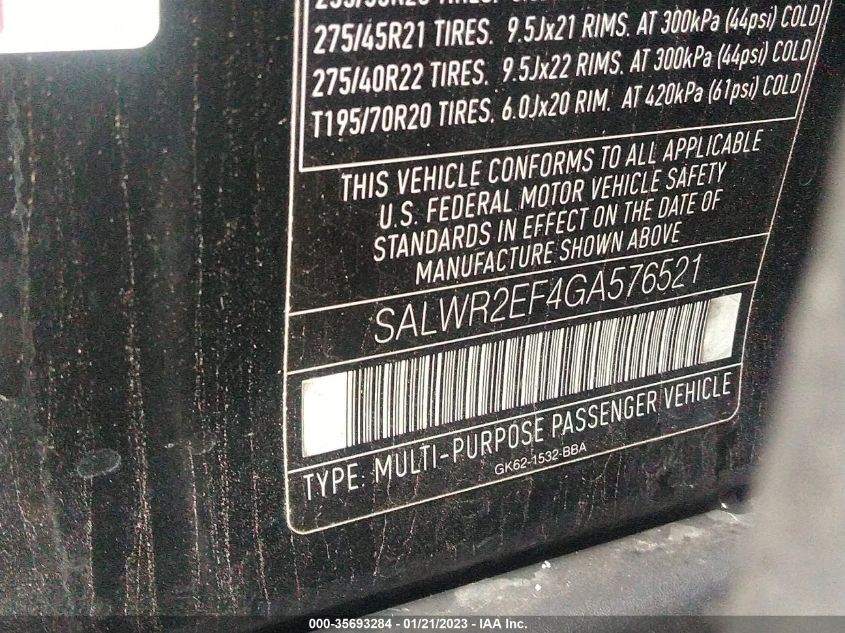 275/45R21 TIRES. 9.5Jx21 RIMS. AT 300kPa (44psi) COLD
275/40R22 TIRES. 9.5Jx22 RIMS. AT 300kPa (44psi) COLD
T195/70R20 TIRES. 6.0Jx20 RIM. AT 420kPa (61psi) COLD
THIS VEHICLE CONFORMS TO ALL APPLICABLE
U.S. FEDERAL MOTOR VEHICLE SAFETY
STANDARDS IN EFFECT ON THE DATE OF
MANUFACTURE SHOWN ABOVE
SALWR2EF4GA576521
TYPE: MULTI-PURPOSE PASSENGER VEHICLE
GK62-1532-BBA
000-35693284 - 01/21/2023 - IAA Inc.